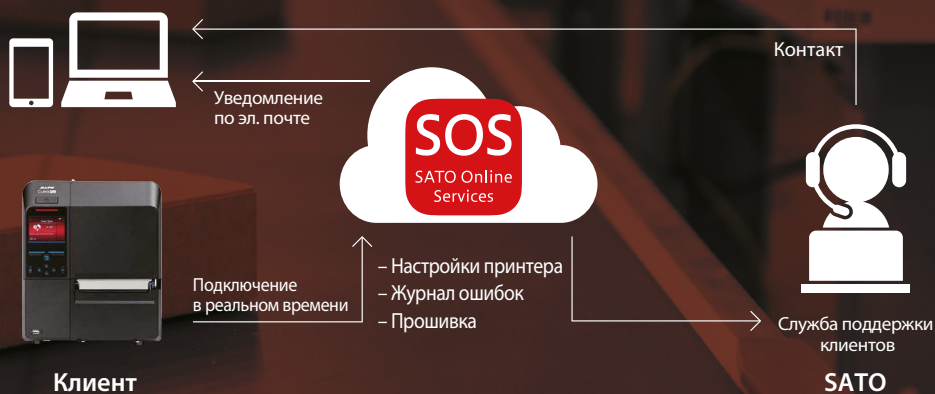 Контакт
Уведомление
по эл. почте
SOS
SATO Online
Services
Подключение
в реальном времени
– Настройки принтера
– Журнал ошибок
– Прошивка
Служба поддержки
клиентов
Клиент
SATO